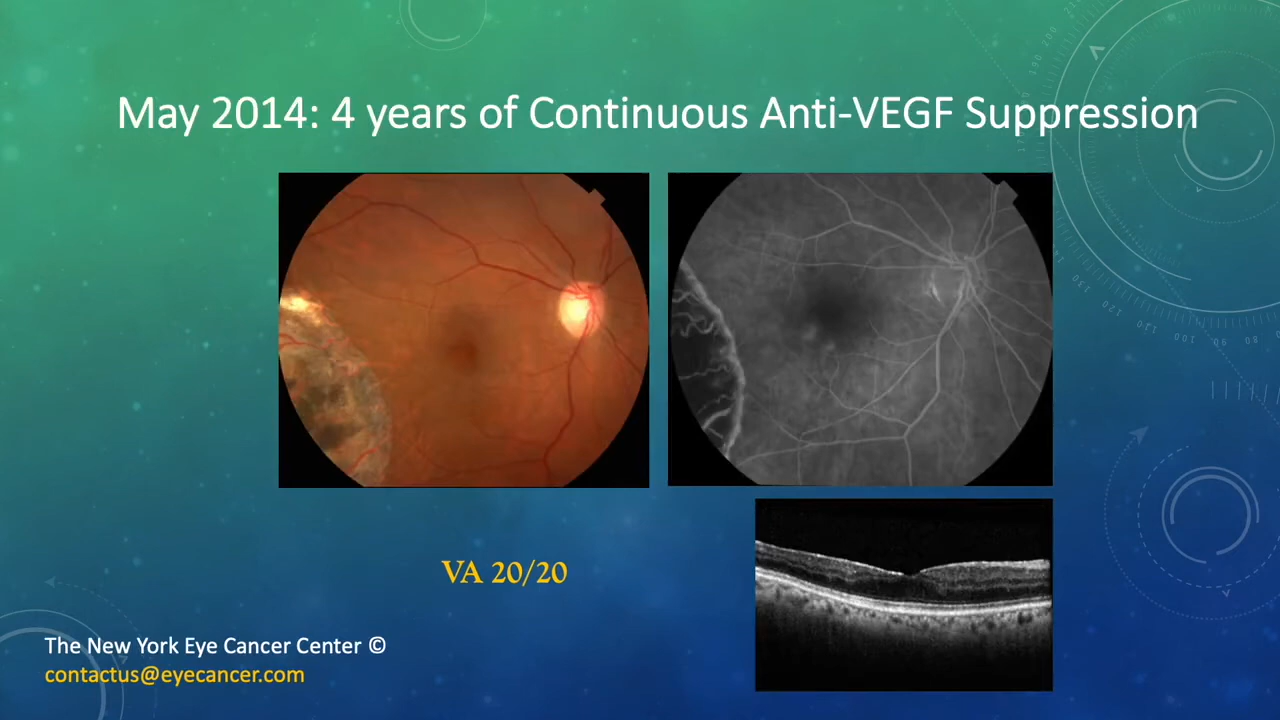 May 2014: 4 years of Continuous Anti-VEGF Suppression
VA 20/20
The New York Eye Cancer Center ©
contactus@eyecancer.com